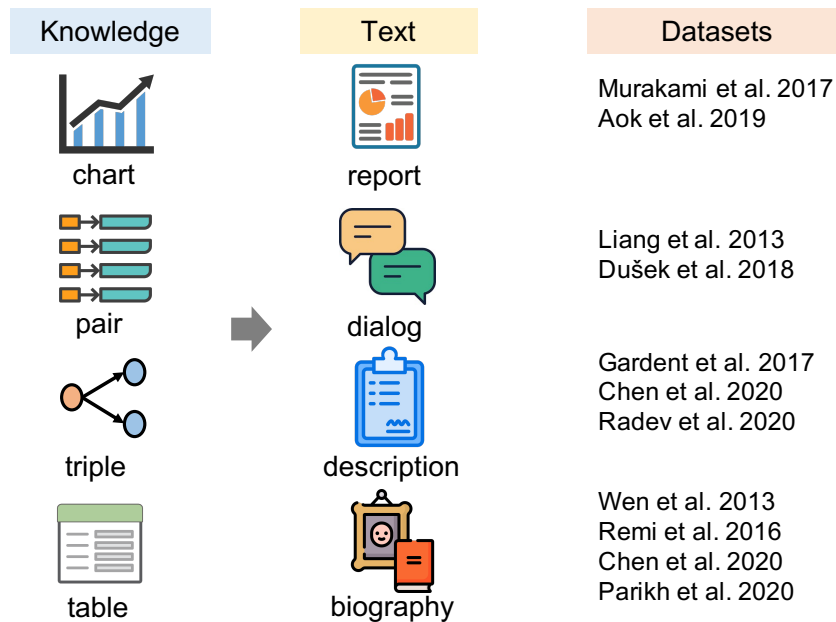 Knowledge
Text
Datasets
chart
report
Murakami et al. 2017
Aok et al. 2019
pair
dialog
Liang et al. 2013
Dušek et al. 2018
triple
description
Gardent et al. 2017
Chen et al. 2020
Radev et al. 2020
table
biography
Wen et al. 2013
Remi et al. 2016
Chen et al. 2020
Parikh et al. 2020